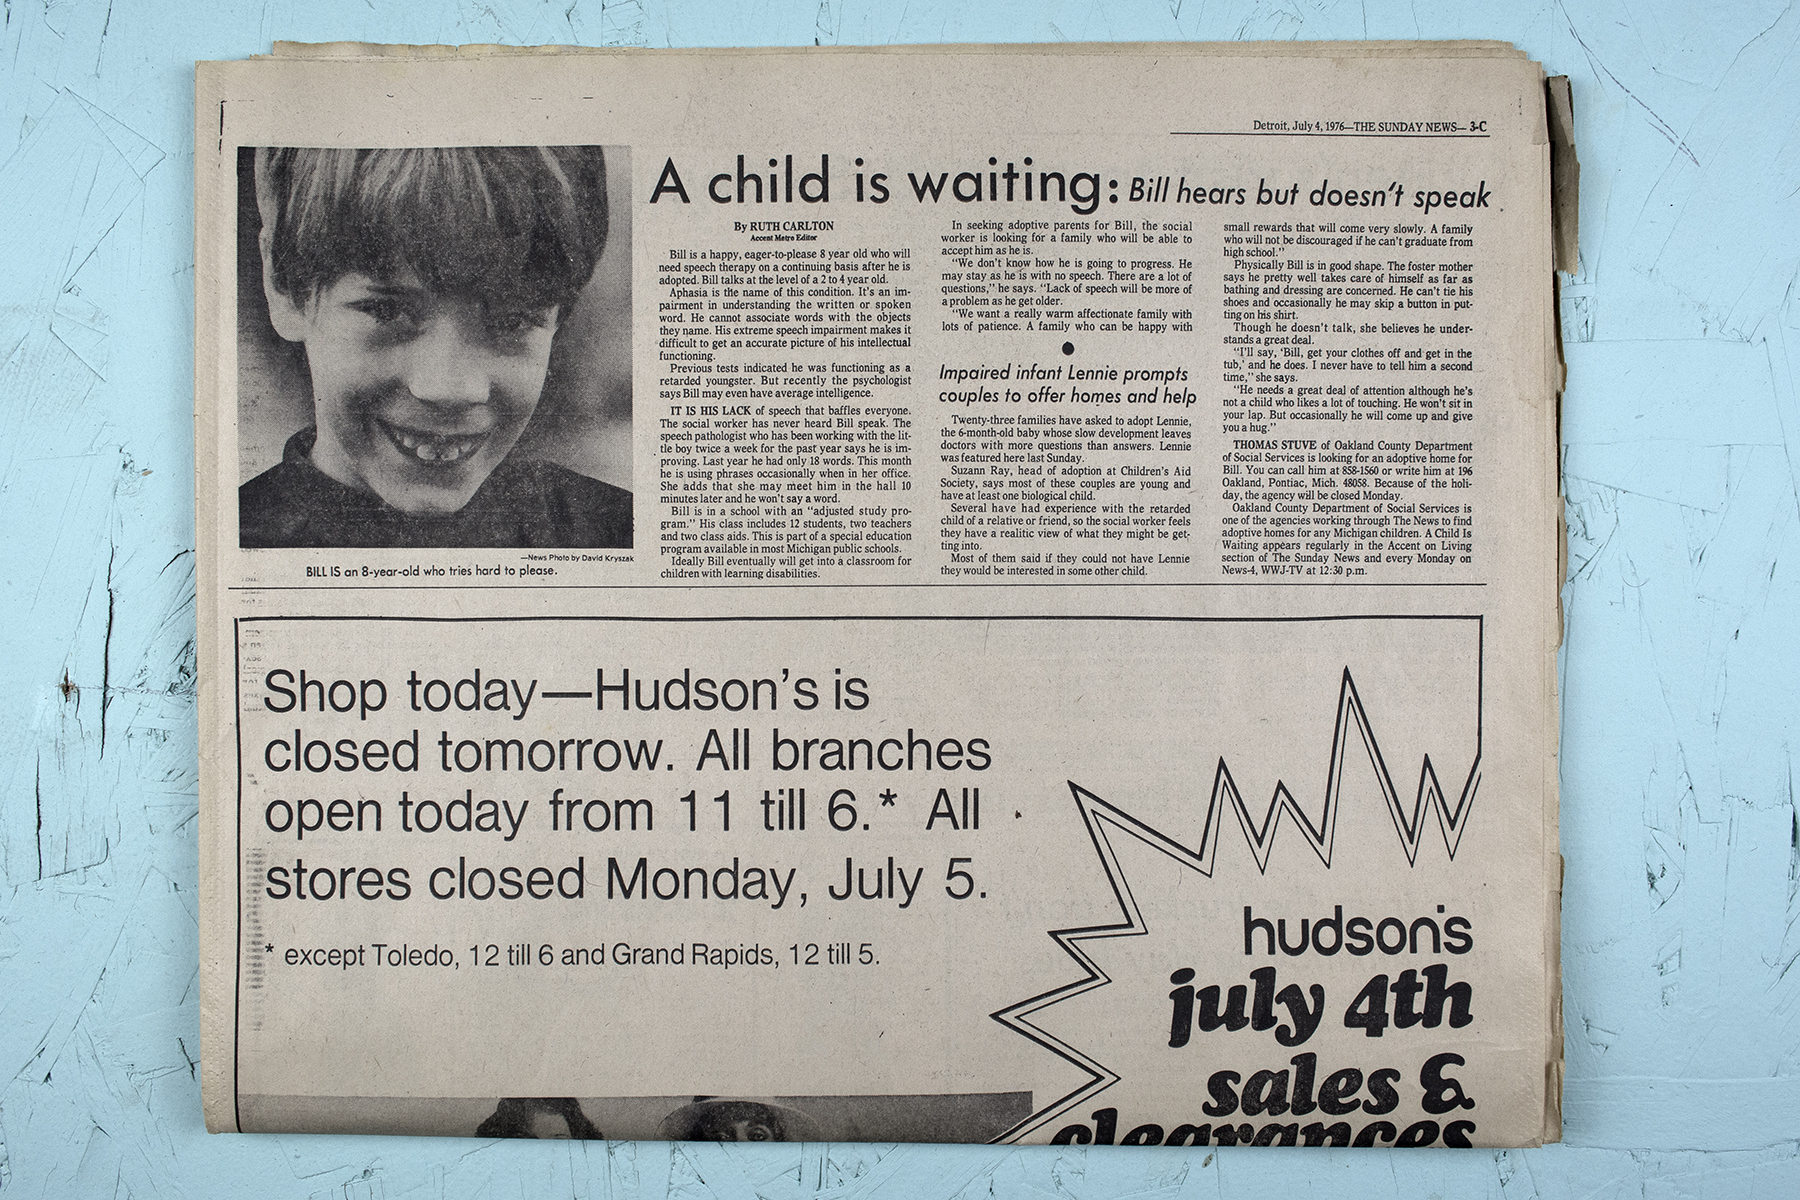 Detroit, July 4, 1976—THE SUNDAY NEWS— 3-C
A child is waiting: Bill hears but doesn't speak
By RUTH CARLTON
Accent Metro Editor
Bill is a happy, eager-to-please 8 year old who will
need speech therapy on a continuing basis after he is
adopted. Bill talks at the level of a 2 to 4 year old.
Aphasia is the name of this condition. It's an im-
pairment in understanding the written or spoken
word. He cannot associate words with the objects
they name. His extreme speech impairment makes it
difficult to get an accurate picture of his intellectual
functioning.
Previous tests indicated he was functioning as a
retarded youngster. But recently the psychologist
says Bill may even have average intelligence.
IT IS HIS LACK of speech that baffles everyone.
The social worker has never heard Bill speak. The
speech pathologist who has been working with the lit-
tle boy twice a week for the past year says he is im-
proving. Last year he had only 18 words. This month
he is using phrases occasionally when in her office.
She adds that she may meet him in the hall 10
minutes later and he won't say a word.
Bill is in a school with an "adjusted study pro-
gram." His class includes 12 students, two teachers
and two class aids. This is part of a special education
program available in most Michigan public schools.
Ideally Bill eventually will get into a classroom for
children with learning disabilities.
In seeking adoptive parents for Bill, the social
worker is looking for a family who will be able to
accept him as he is.
"We don't know how he is going to progress. He
may stay as he is with no speech. There are a lot of
questions," he says. "Lack of speech will be more of
a problem as he get older.
"We want a really warm affectionate family with
lots of patience. A family who can be happy with
small rewards that will come very slowly. A family
who will not be discouraged if he can't graduate from
high school."
Physically Bill is in good shape. The foster mother
says he pretty well takes care of himself as far as
bathing and dressing are concerned. He can't tie his
shoes and occasionally he may skip a button in put-
ting on his shirt.
Though he doesn't talk, she believes he under-
stands a great deal.
"I'll say, 'Bill, get your clothes off and get in the
tub,' and he does. I never have to tell him a second
time," she says.
"He needs a great deal of attention although he's
not a child who likes a lot of touching. He won't sit in
your lap. But occasionally he will come up and give
you a hug."
THOMAS STUVE of Oakland County Department
of Social Services is looking for an adoptive home for
Bill. You can call him at 858-1560 or write him at 196
Oakland, Pontiac, Mich. 48058. Because of the holi-
day, the agency will be closed Monday.
Oakland County Department of Social Services is
one of the agencies working through The News to find
adoptive homes for any Michigan children. A Child Is
Waiting appears regularly in the Accent on Living
section of The Sunday News and every Monday on
News-4, WWJ-TV at 12:30 p.m.
Impaired infant Lennie prompts
couples to offer homes and help
Twenty-three families have asked to adopt Lennie,
the 6-month-old baby whose slow development leaves
doctors with more questions than answers. Lennie
was featured here last Sunday.
Suzann Ray, head of adoption at Children's Aid
Society, says most of these couples are young and
have at least one biological child.
Several have had experience with the retarded
child of a relative or friend, so the social worker feels
they have a realitic view of what they might be get-
ting into.
Most of them said if they could not have Lennie
they would be interested in some other child.
—News Photo by David Kryszak
BILL IS an 8-year-old who tries hard to please.
Shop today—Hudson's is
closed tomorrow. All branches
open today from 11 till 6.* All
stores closed Monday, July 5.
* except Toledo, 12 till 6 and Grand Rapids, 12 till 5.
hudson's
july 4th
sales &
clearances